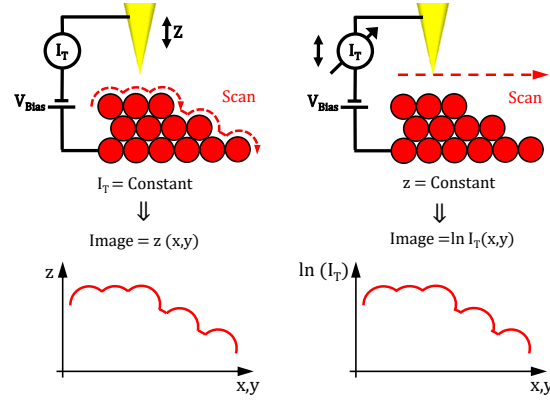 I_T
z
V_Bias
Scan
I_T = Constant
⇓
Image = z (x,y)
z
x,y
I_T
V_Bias
Scan
z = Constant
⇓
Image =ln I_T(x,y)
ln (I_T)
x,y